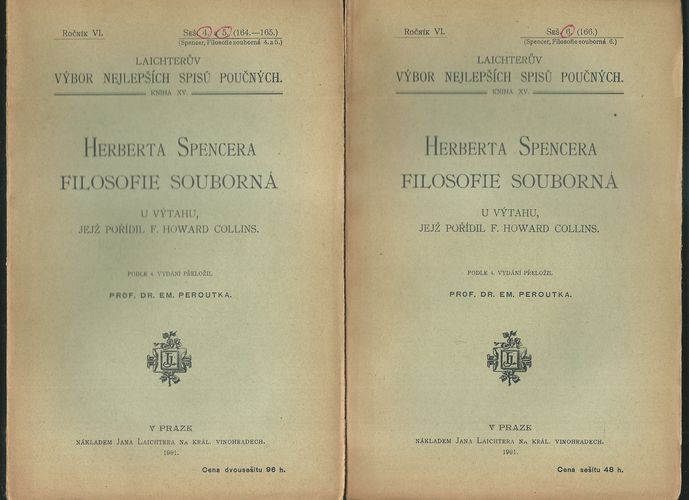 Ročník VI.
Seš. 4. a 5. (164.—165.)
(Spencer, Filosofie souborná 4. a 5.)
LAICHTERŮV
VÝBOR NEJLEPŠÍCH SPISŮ POUČNÝCH.
KNIHA XV.
HERBERTA SPENCERA
FILOSOFIE SOUBORNÁ
U VÝTAHU,
JEJŽ POŘÍDIL F. HOWARD COLLINS.
PODLE 4. VYDÁNÍ PŘELOŽIL
PROF. DR. EM. PEROUTKA.
V PRAZE
NÁKLADEM JANA LAICHTERA NA KRÁL. VINOHRADECH.
1901.
Cena dvousešitu 96 h.
Ročník VI.
Seš. 6. (166.)
(Spencer, Filosofie souborná 6.)
LAICHTERŮV
VÝBOR NEJLEPŠÍCH SPISŮ POUČNÝCH.
KNIHA XV.
HERBERTA SPENCERA
FILOSOFIE SOUBORNÁ
U VÝTAHU,
JEJŽ POŘÍDIL F. HOWARD COLLINS.
PODLE 4. VYDÁNÍ PŘELOŽIL
PROF. DR. EM. PEROUTKA.
V PRAZE
NÁKLADEM JANA LAICHTERA NA KRÁL. VINOHRADECH.
1901.
Cena sešitu 48 h.